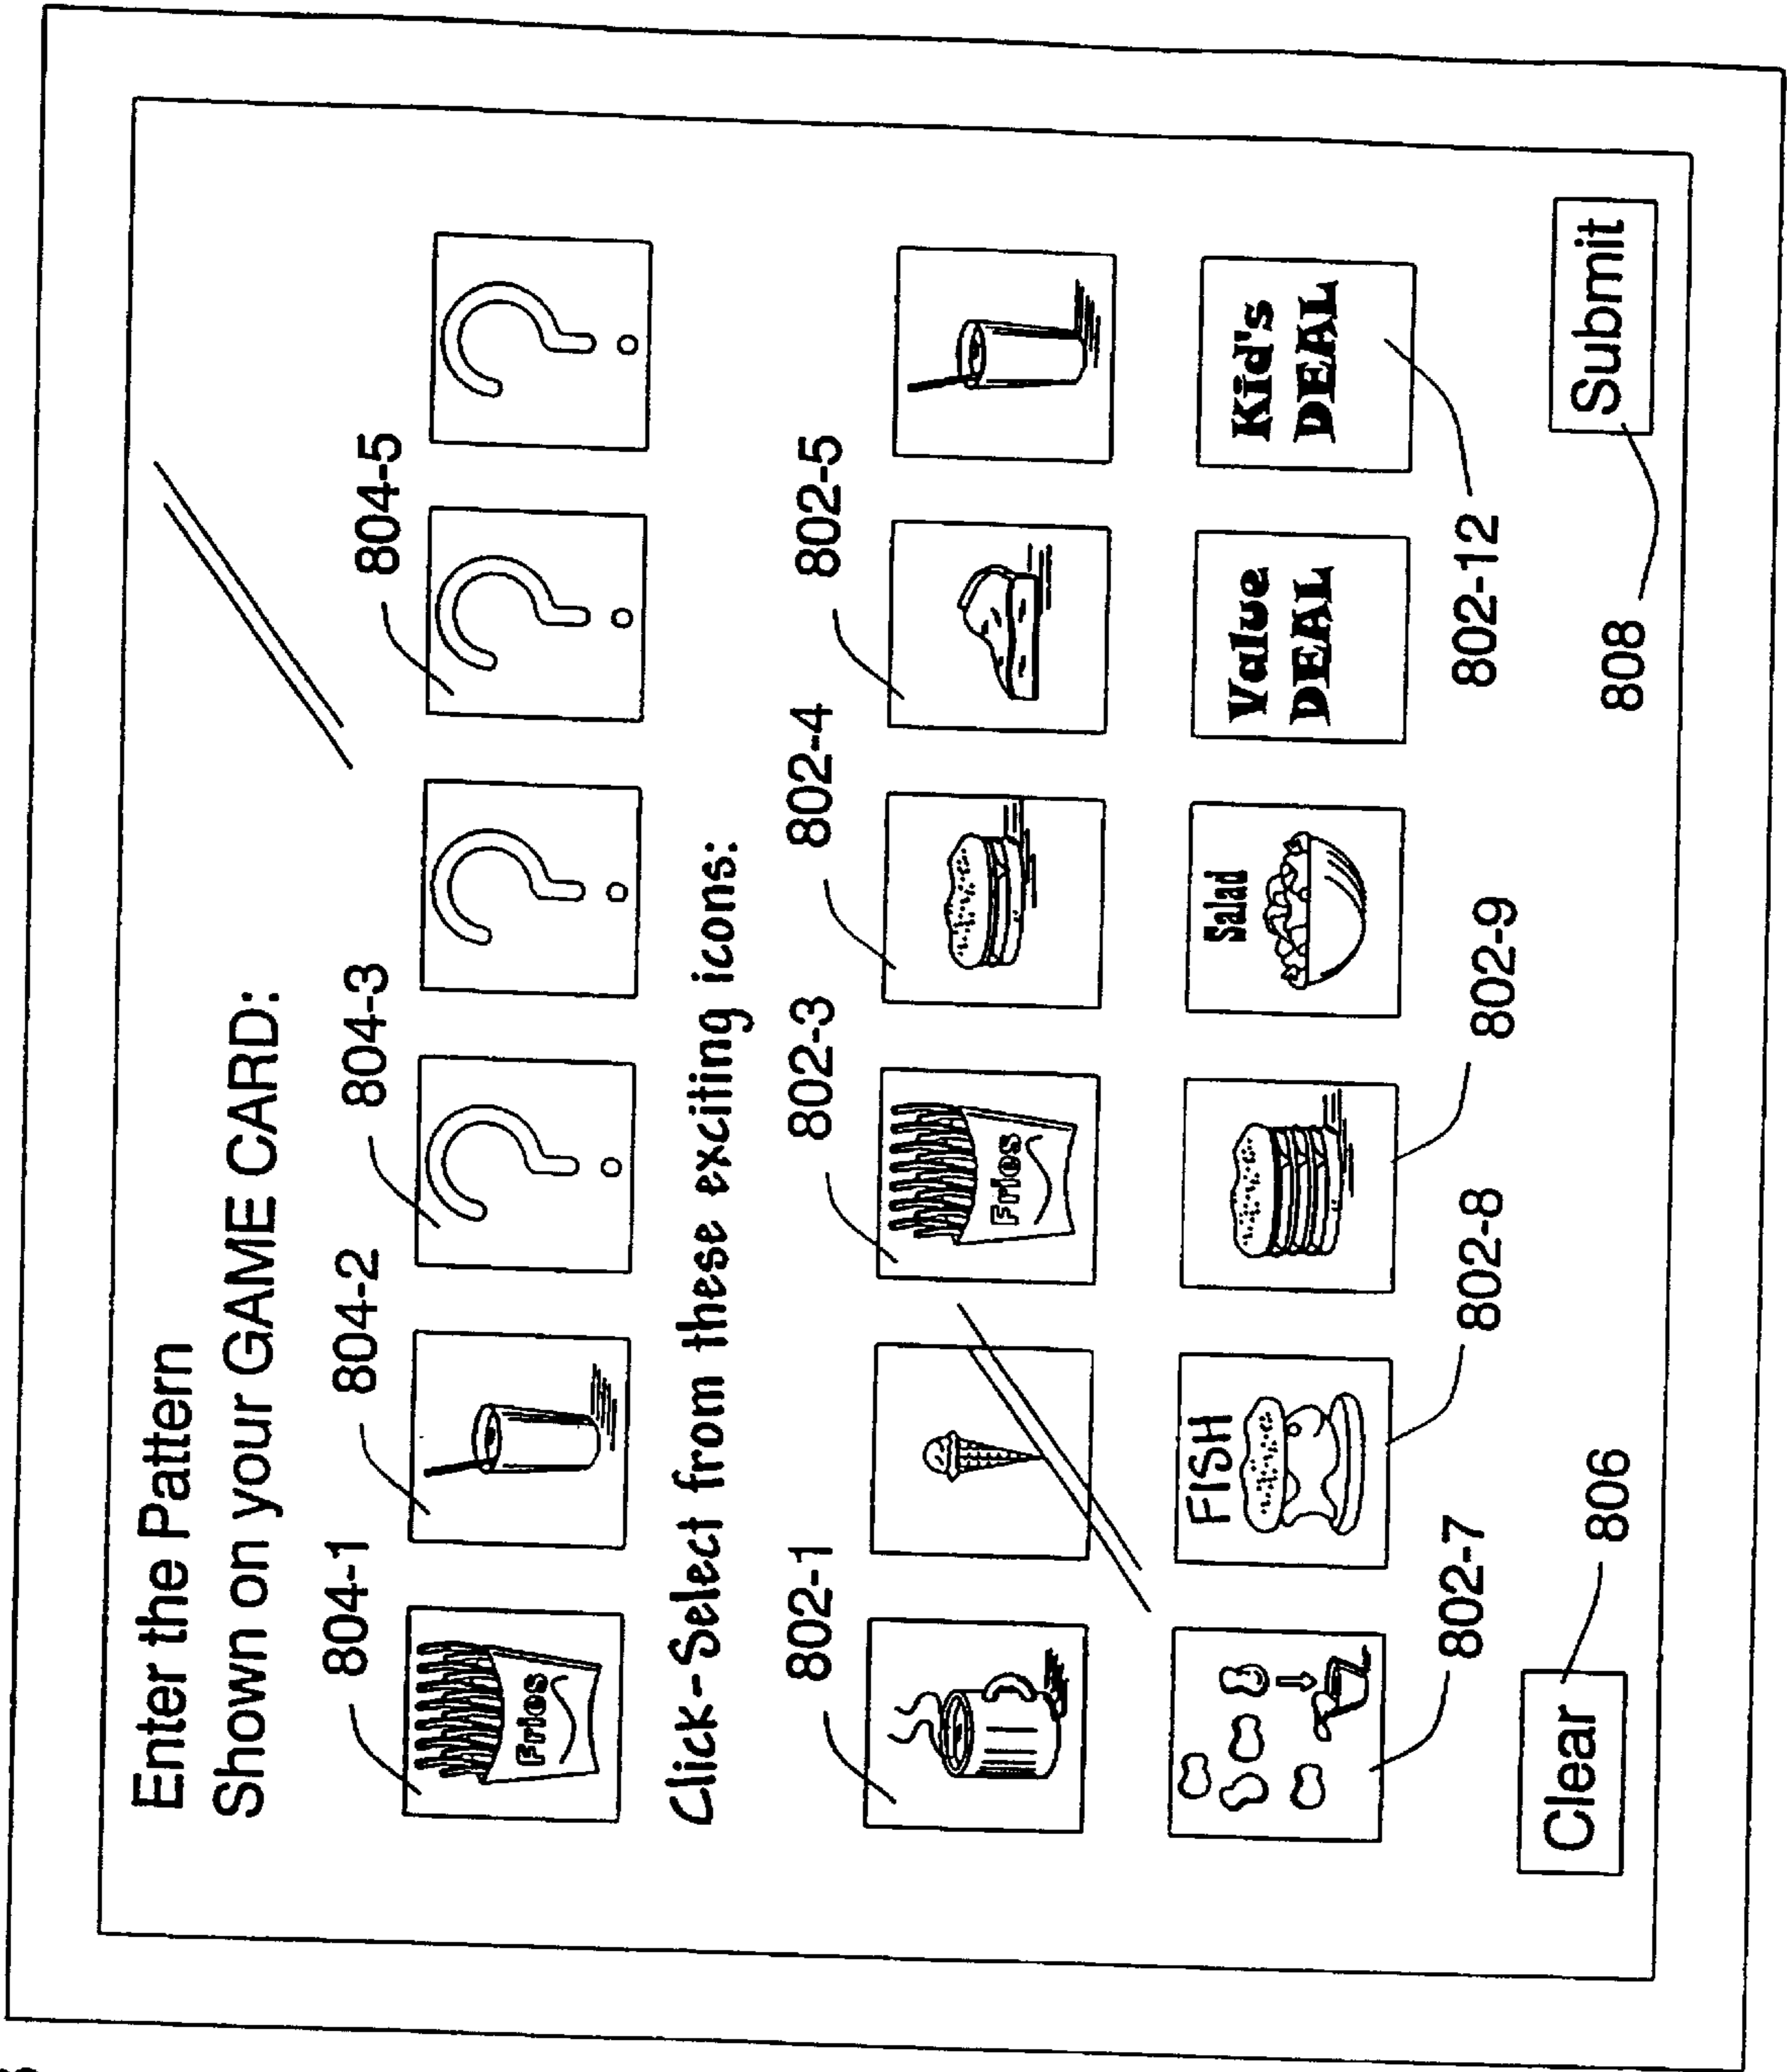 Enter the Pattern
Shown on your GAME CARD:
804-1 804-2 804-3 804-5
Fries
Click-Select from these exciting icons:
802-1 802-3 802-4 802-5
Fries
FISH Salad Value DEAL Kid's DEAL
802-7 802-8 802-9 802-12
Clear 806 808 Submit